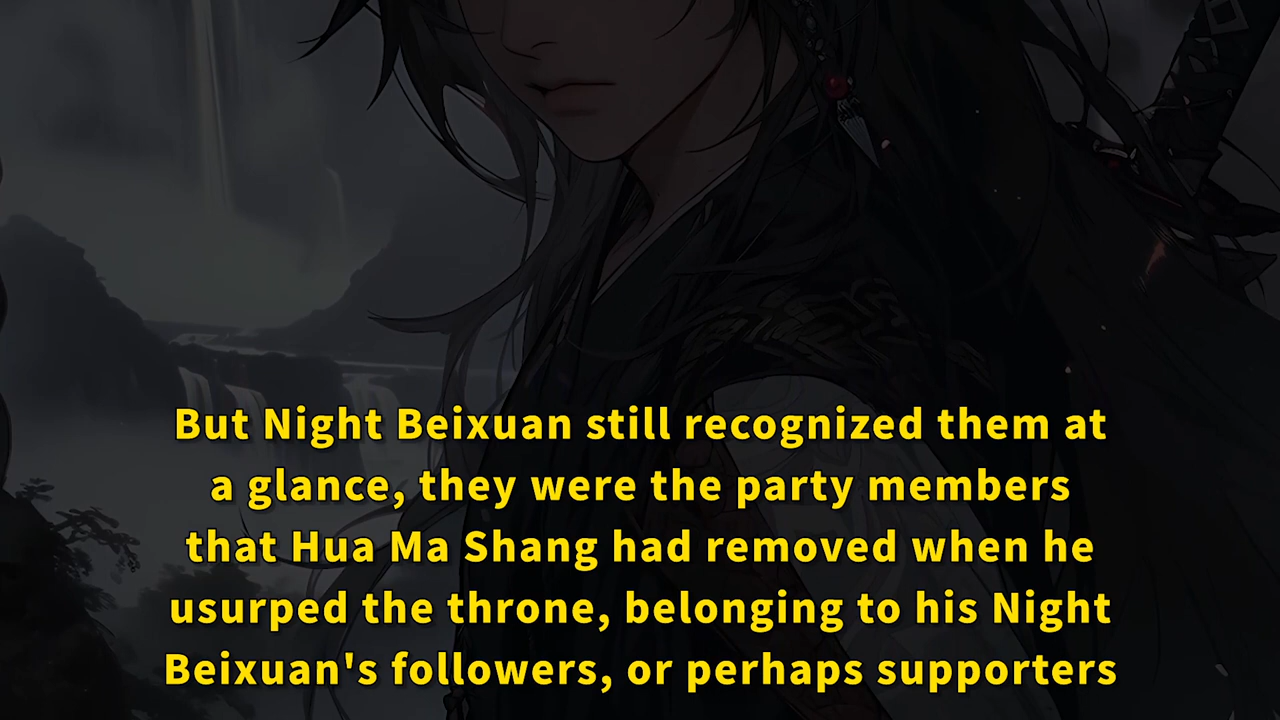 But Night Beixuan still recognized them at
a glance, they were the party members
that Hua Ma Shang had removed when he
usurped the throne, belonging to his Night
Beixuan's followers, or perhaps supporters